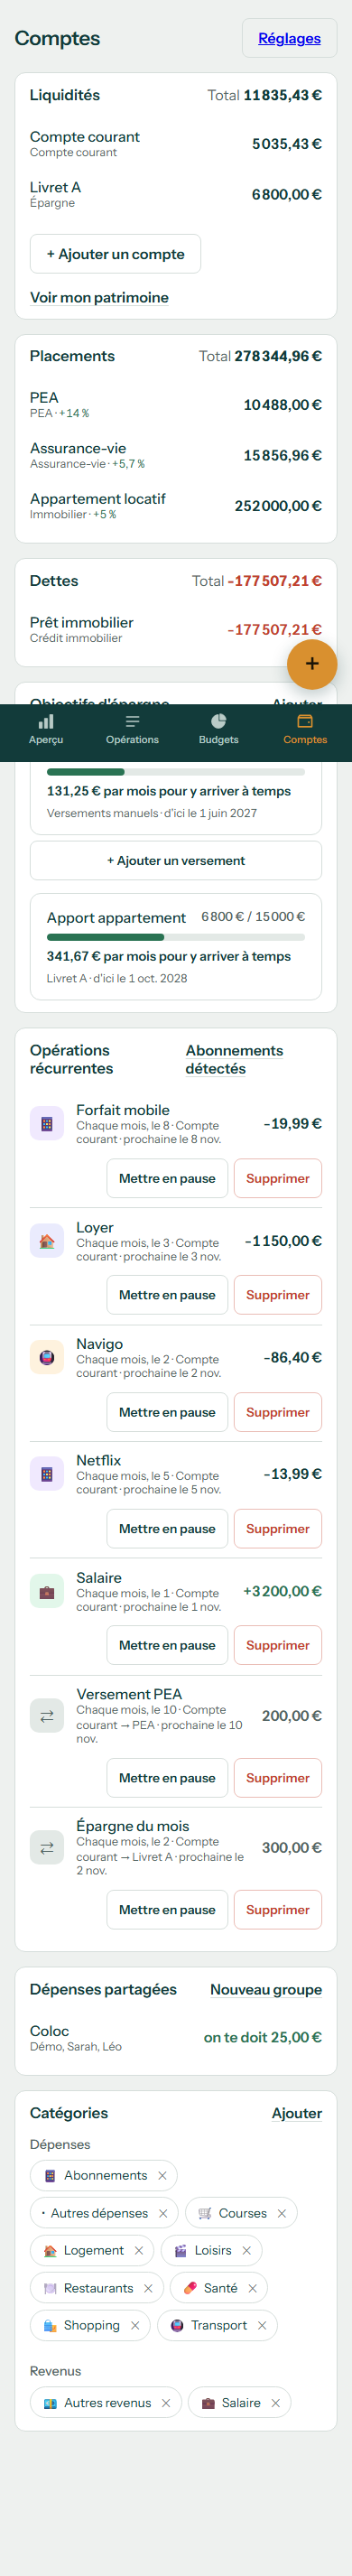 Comptes
Réglages
Liquidités
Total 11 835,43 €
Compte courant
Compte courant
5 035,43 €
Livret A
Épargne
6 800,00 €
+ Ajouter un compte
Voir mon patrimoine
Placements
Total 278 344,96 €
PEA
PEA · +14 %
10 488,00 €
Assurance-vie
Assurance-vie · +5,7 %
15 856,96 €
Appartement locatif
Immobilier · +5 %
252 000,00 €
Dettes
Total -177 507,21 €
Prêt immobilier
Crédit immobilier
-177 507,21 €
+
Objectifs d'épargne
Ajouter
Aperçu
Opérations
Budgets
Comptes
131,25 € par mois pour y arriver à temps
Versements manuels · d'ici le 1 juin 2027
+ Ajouter un versement
Apport appartement
6 800 € / 15 000 €
341,67 € par mois pour y arriver à temps
Livret A · d'ici le 1 oct. 2028
Opérations
récurrentes
Abonnements
détectés
Forfait mobile
Chaque mois, le 8 · Compte
courant · prochaine le 8 nov.
-19,99 €
Mettre en pause
Supprimer
Loyer
Chaque mois, le 3 · Compte
courant · prochaine le 3 nov.
-1 150,00 €
Mettre en pause
Supprimer
Navigo
Chaque mois, le 2 · Compte
courant · prochaine le 2 nov.
-86,40 €
Mettre en pause
Supprimer
Netflix
Chaque mois, le 5 · Compte
courant · prochaine le 5 nov.
-13,99 €
Mettre en pause
Supprimer
Salaire
Chaque mois, le 1 · Compte
courant · prochaine le 1 nov.
+3 200,00 €
Mettre en pause
Supprimer
Versement PEA
Chaque mois, le 10 · Compte
courant → PEA · prochaine le 10
nov.
200,00 €
Mettre en pause
Supprimer
Épargne du mois
Chaque mois, le 2 · Compte
courant → Livret A · prochaine le
2 nov.
300,00 €
Mettre en pause
Supprimer
Dépenses partagées
Nouveau groupe
Coloc
Démo, Sarah, Léo
on te doit 25,00 €
Catégories
Ajouter
Dépenses
Abonnements ×
· Autres dépenses ×
Courses ×
Logement ×
Loisirs ×
Restaurants ×
Santé ×
Shopping ×
Transport ×
Revenus
Autres revenus ×
Salaire ×